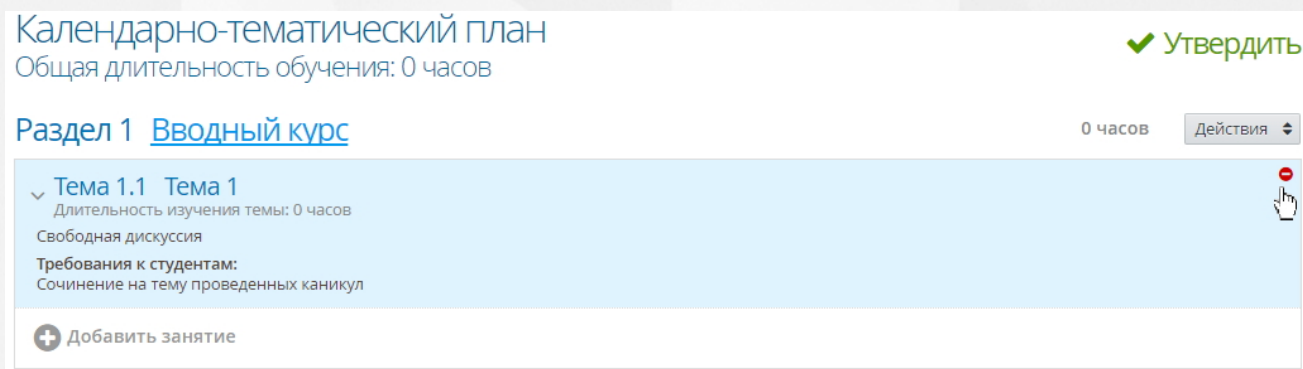 Календарно-тематический план
Утвердить
Общая длительность обучения: 0 часов
Раздел 1 Вводный курс 0 часов Действия
Тема 1.1 Тема 1
Длительность изучения темы: 0 часов
Свободная дискуссия
Требования к студентам:
Сочинение на тему проведенных каникул
Добавить занятие